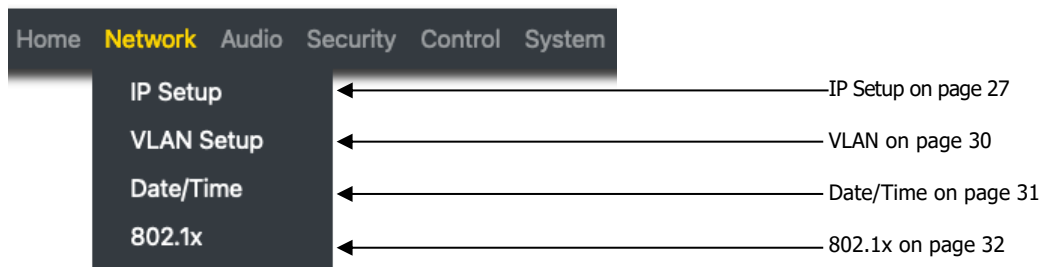 Home Network Audio Security Control System
IP Setup IP Setup on page 27
VLAN Setup VLAN on page 30
Date/Time Date/Time on page 31
802.1x 802.1x on page 32